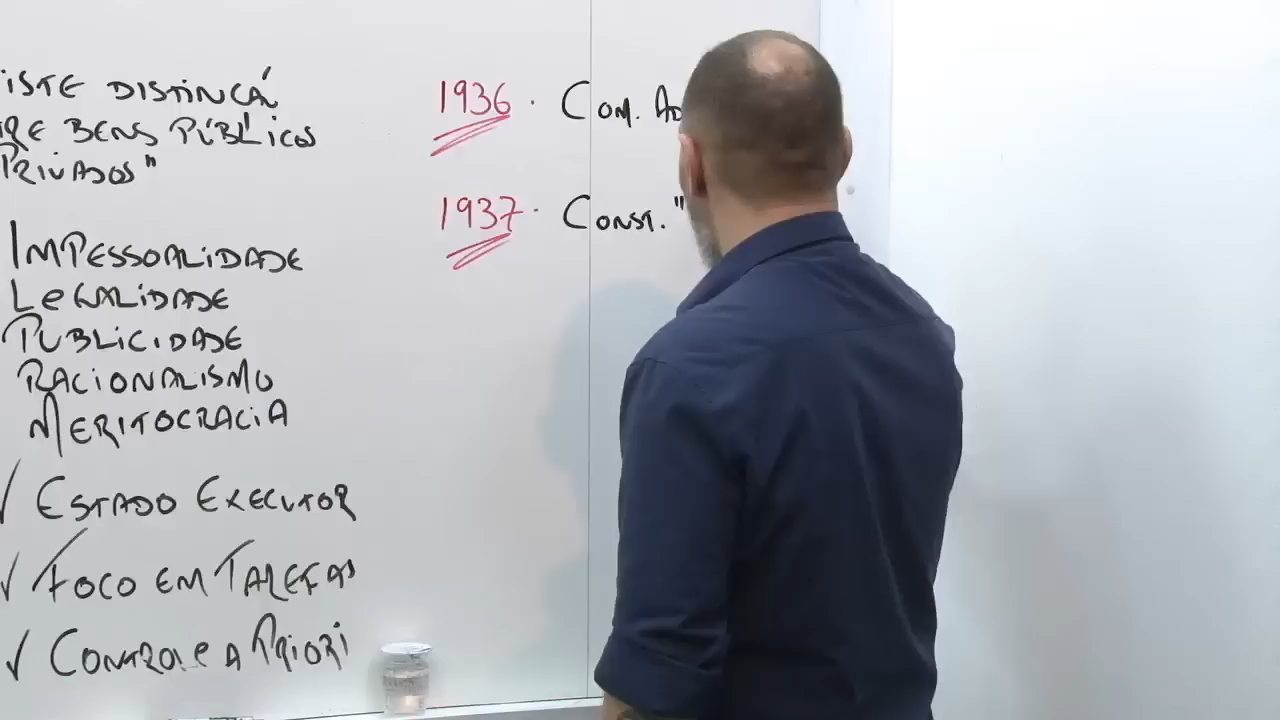 ISTE DISTINÇÃ
RE BENS PÚBLICOS
PRIVADOS"
IMPESSOALIDADE
LEGALIDADE
PUBLICIDADE
RACIONALISMO
MERITOCRACIA
√ ESTADO EXECUTOR
√ FOCO EM TAREFAS
√ CONTROLE A PRIORI
1936 · COM. AD
1937 · CONST. "